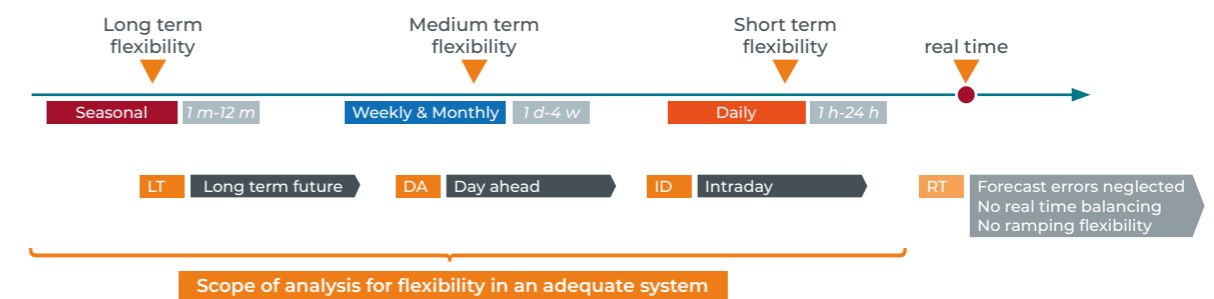 Long term
flexibility
Medium term
flexibility
Short term
flexibility
real time
Seasonal
1 m-12 m
Weekly & Monthly
1 d-4 w
Daily
1 h-24 h
LT
Long term future
DA
Day ahead
ID
Intraday
RT
Forecast errors neglected
No real time balancing
No ramping flexibility
Scope of analysis for flexibility in an adequate system